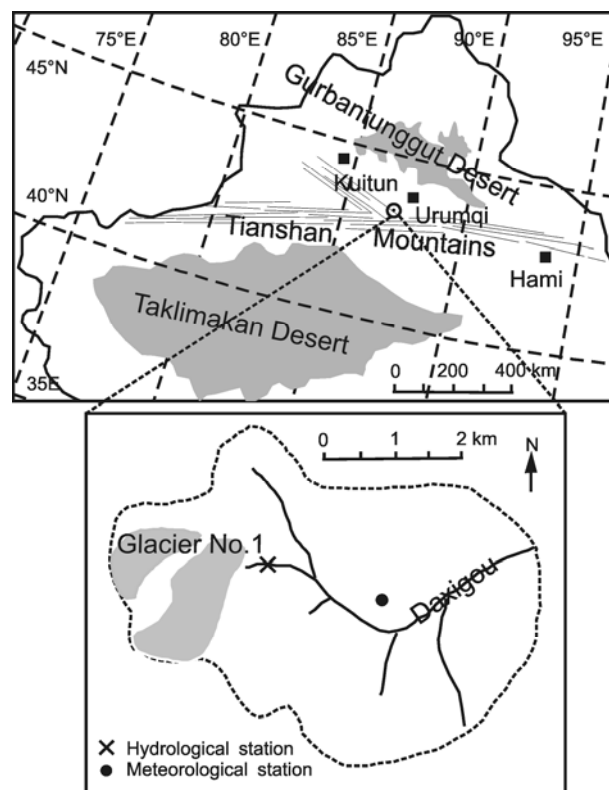 75°E
80°E
85°E
90°E
95°E
45°N
Gurbantunggut Desert
Kuitun
40°N
Urumqi
Tianshan Mountains
Hami
Taklimakan Desert
35°E
0 200 400 km
0 1 2 km
N
Glacier No.1
Daxigou
Hydrological station
Meteorological station